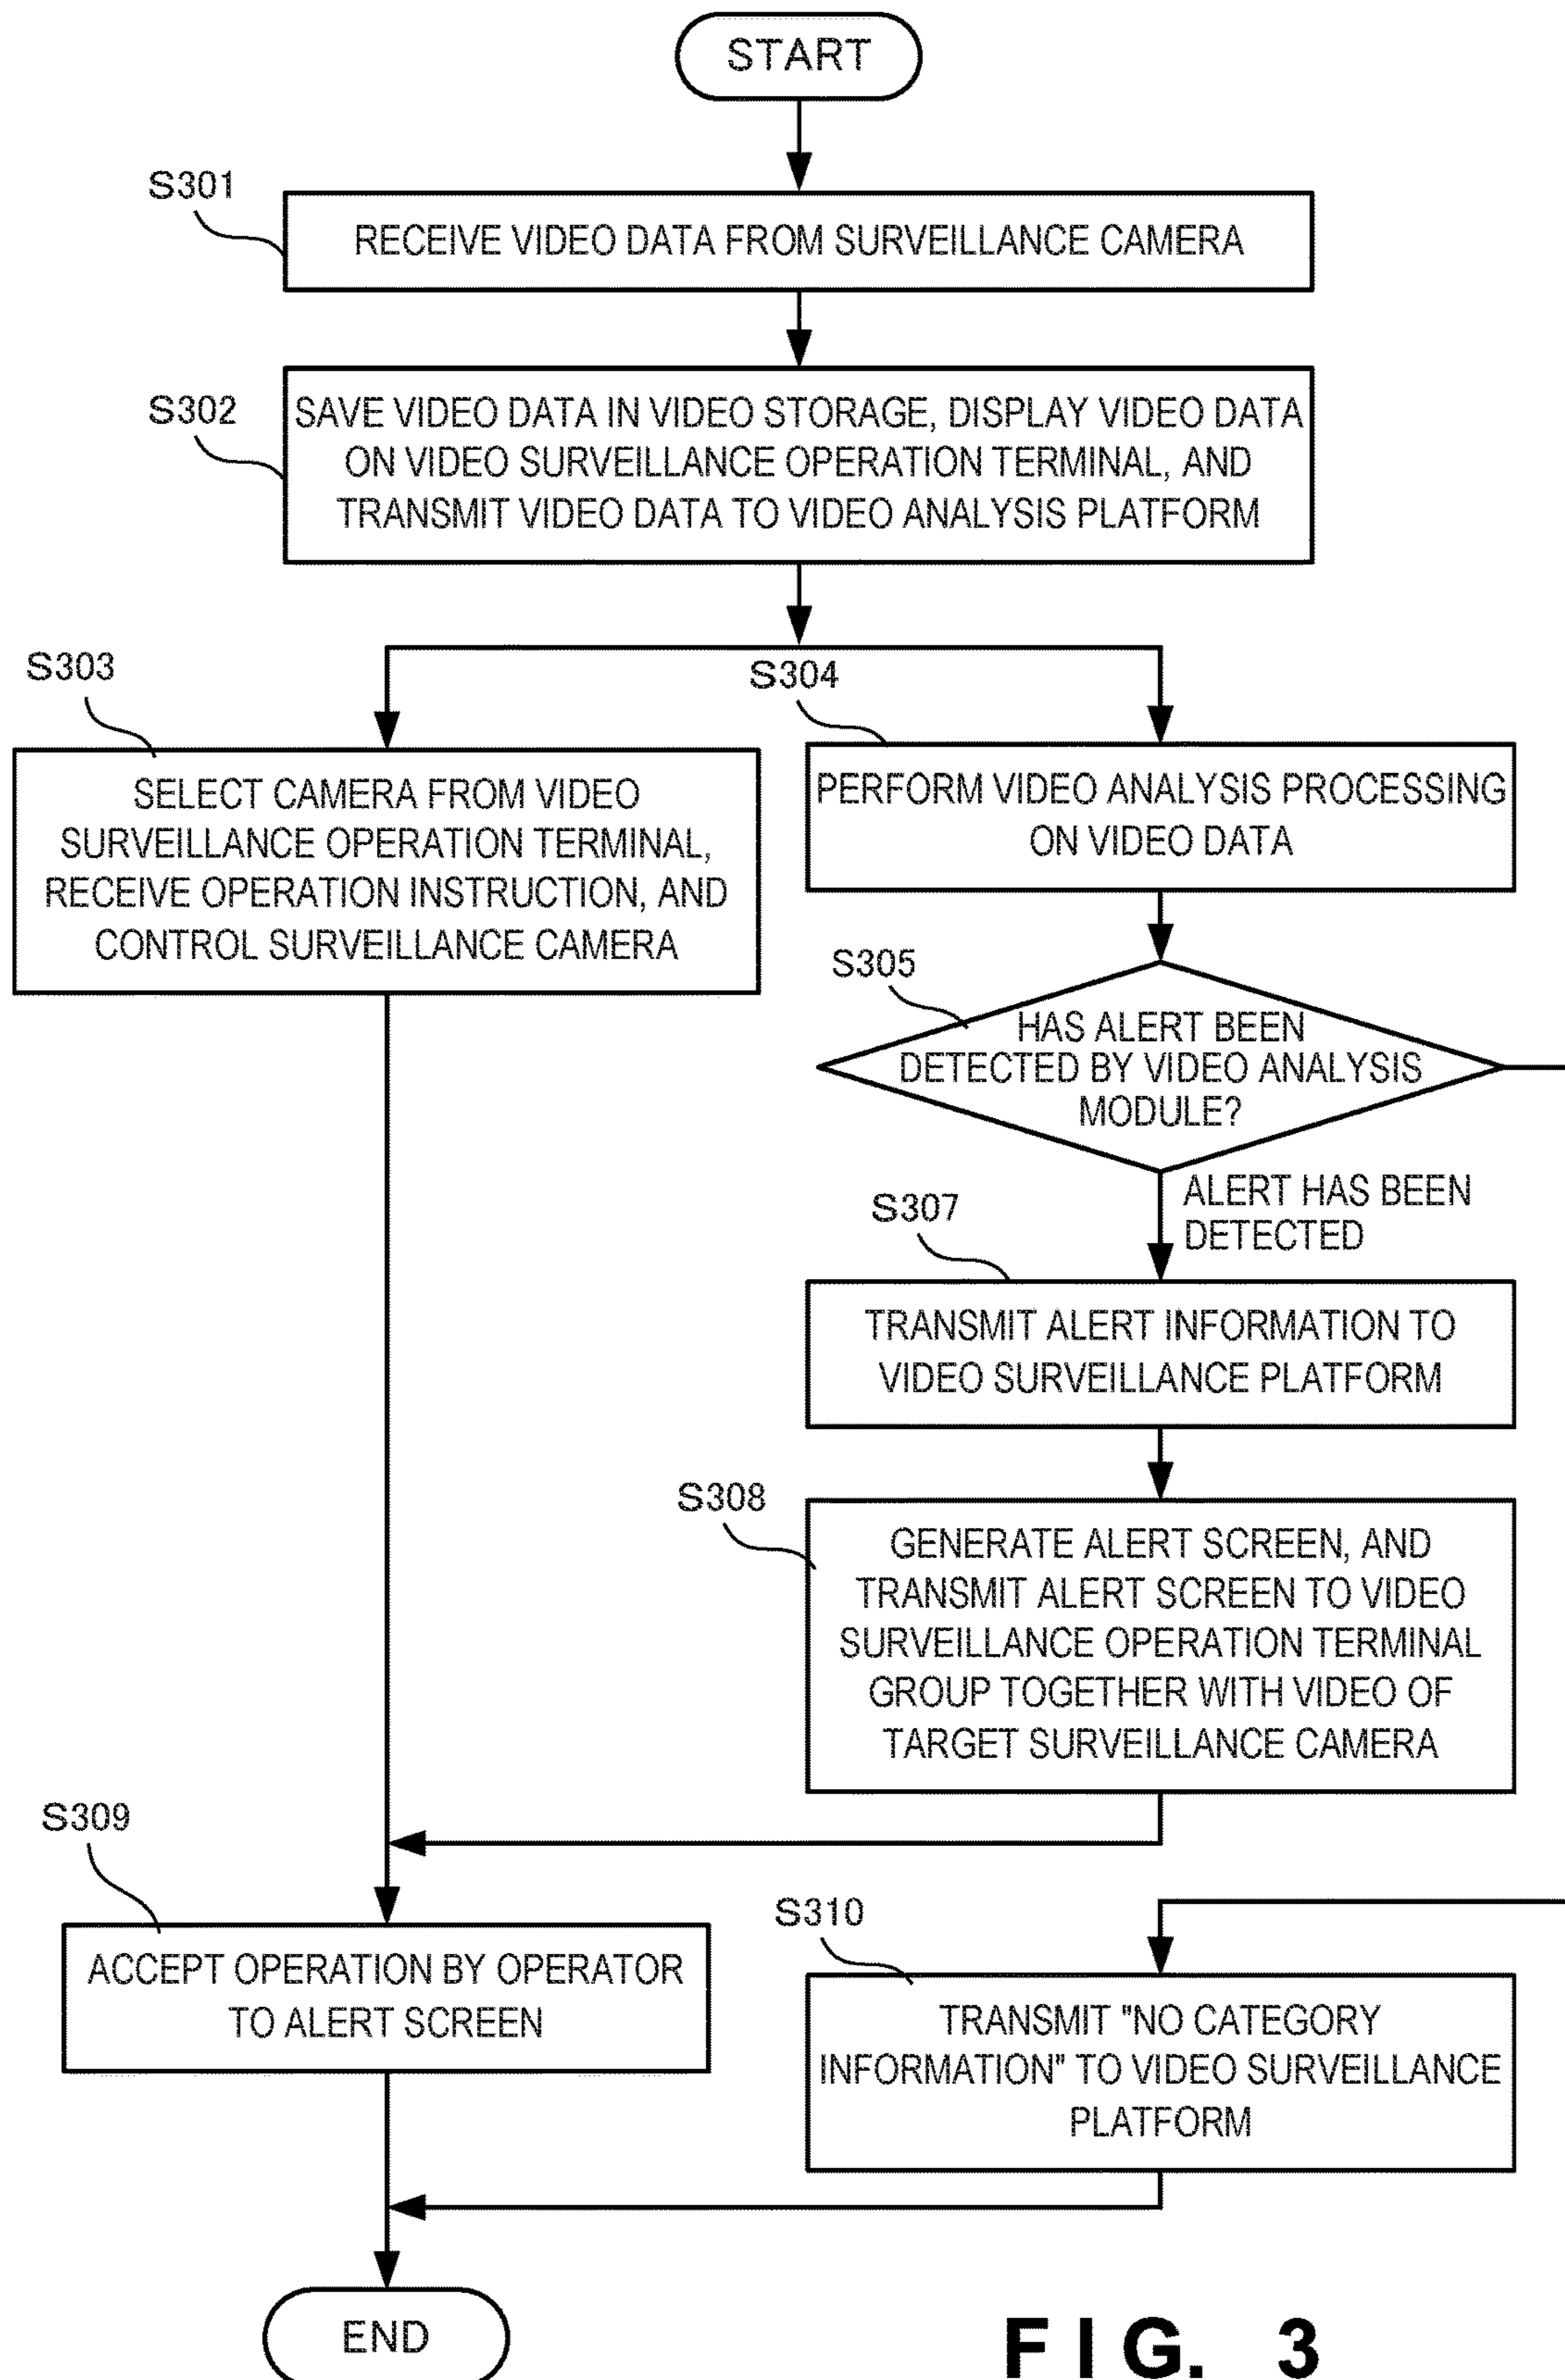 START
S301
RECEIVE VIDEO DATA FROM SURVEILLANCE CAMERA
S302
SAVE VIDEO DATA IN VIDEO STORAGE, DISPLAY VIDEO DATA
ON VIDEO SURVEILLANCE OPERATION TERMINAL, AND
TRANSMIT VIDEO DATA TO VIDEO ANALYSIS PLATFORM
S303
SELECT CAMERA FROM VIDEO
SURVEILLANCE OPERATION TERMINAL,
RECEIVE OPERATION INSTRUCTION, AND
CONTROL SURVEILLANCE CAMERA
S304
PERFORM VIDEO ANALYSIS PROCESSING
ON VIDEO DATA
S305
HAS ALERT BEEN
DETECTED BY VIDEO ANALYSIS
MODULE?
ALERT HAS BEEN
DETECTED
S307
TRANSMIT ALERT INFORMATION TO
VIDEO SURVEILLANCE PLATFORM
S308
GENERATE ALERT SCREEN, AND
TRANSMIT ALERT SCREEN TO VIDEO
SURVEILLANCE OPERATION TERMINAL
GROUP TOGETHER WITH VIDEO OF
TARGET SURVEILLANCE CAMERA
S309
ACCEPT OPERATION BY OPERATOR
TO ALERT SCREEN
S310
TRANSMIT "NO CATEGORY
INFORMATION" TO VIDEO SURVEILLANCE
PLATFORM
END
FIG. 3